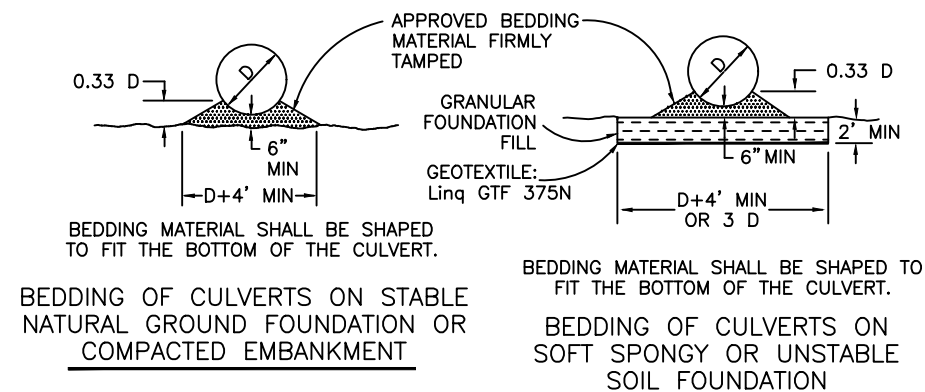 APPROVED BEDDING
MATERIAL FIRMLY
TAMPED
D
0.33 D
6"
MIN
D+4' MIN
BEDDING MATERIAL SHALL BE SHAPED
TO FIT THE BOTTOM OF THE CULVERT.
BEDDING OF CULVERTS ON STABLE
NATURAL GROUND FOUNDATION OR
COMPACTED EMBANKMENT
D
0.33 D
GRANULAR
FOUNDATION
FILL
2' MIN
6" MIN
GEOTEXTILE:
Linq GTF 375N
D+4' MIN
OR 3 D
BEDDING MATERIAL SHALL BE SHAPED TO
FIT THE BOTTOM OF THE CULVERT.
BEDDING OF CULVERTS ON
SOFT SPONGY OR UNSTABLE
SOIL FOUNDATION